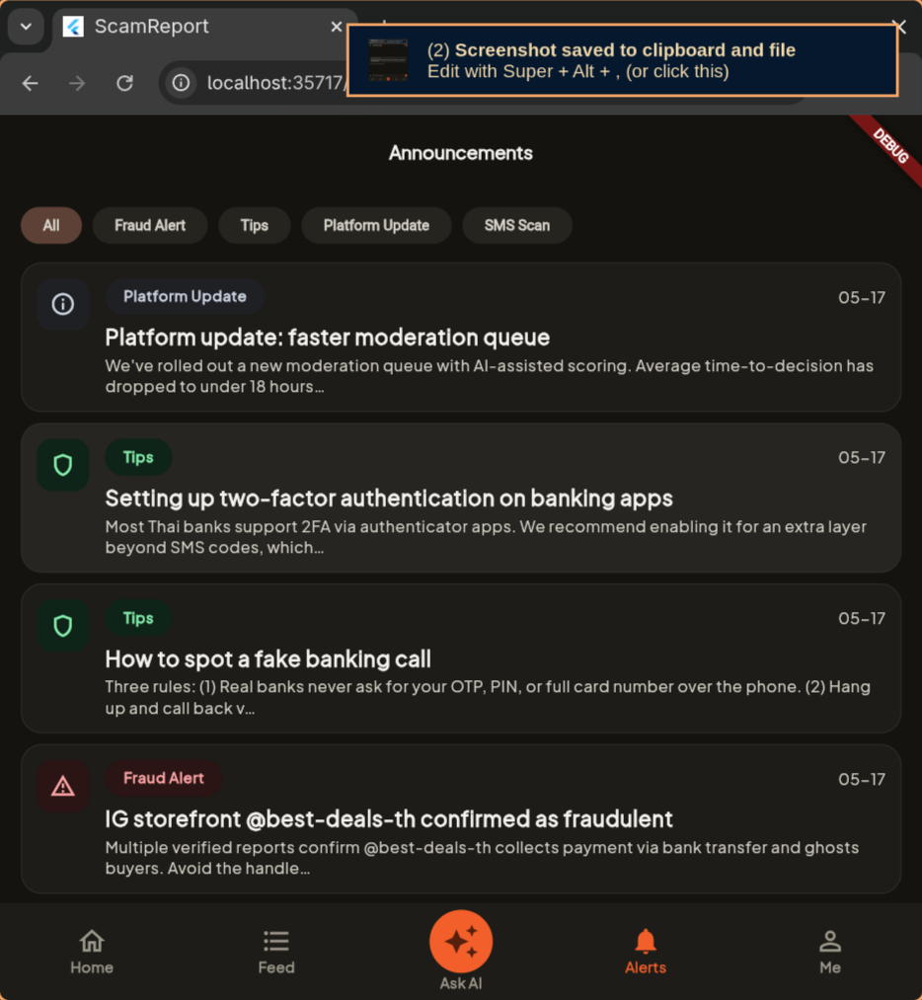 ScamReport
localhost:35717/
(2) Screenshot saved to clipboard and file
Edit with Super + Alt + , (or click this)
DEBUG
Announcements
All
Fraud Alert
Tips
Platform Update
SMS Scan
Platform Update
05-17
Platform update: faster moderation queue
We've rolled out a new moderation queue with AI-assisted scoring. Average time-to-decision has
dropped to under 18 hours...
Tips
05-17
Setting up two-factor authentication on banking apps
Most Thai banks support 2FA via authenticator apps. We recommend enabling it for an extra layer
beyond SMS codes, which...
Tips
05-17
How to spot a fake banking call
Three rules: (1) Real banks never ask for your OTP, PIN, or full card number over the phone. (2) Hang
up and call back v...
Fraud Alert
05-17
IG storefront @best-deals-th confirmed as fraudulent
Multiple verified reports confirm @best-deals-th collects payment via bank transfer and ghosts
buyers. Avoid the handle...
Home
Feed
Ask AI
Alerts
Me